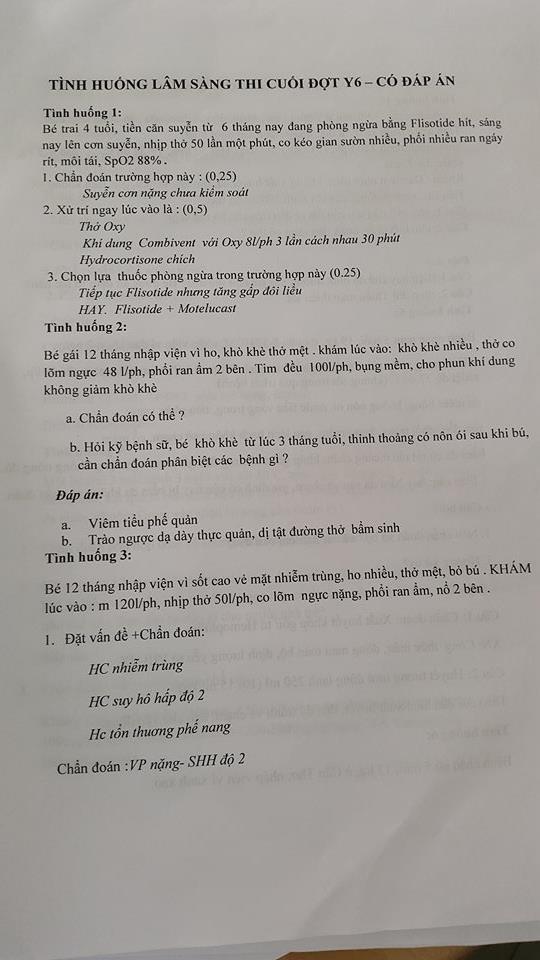 TÌNH HUỐNG LÂM SÀNG THI CUỐI ĐỢT Y6 – CÓ ĐÁP ÁN
Tình huống 1:
Bé trai 4 tuổi, tiền căn suyễn từ 6 tháng nay đang phòng ngừa bằng Flisotide hít, sáng
nay lên cơn suyễn, nhịp thở 50 lần một phút, co kéo gian sườn nhiều, phổi nhiều ran ngáy
rít, môi tái, SpO2 88% .
1. Chẩn đoán trường hợp này : (0,25)
Suyễn cơn nặng chưa kiểm soát
2. Xử trí ngay lúc vào là : (0,5)
Thở Oxy
Khí dung Combivent với Oxy 8l/ph 3 lần cách nhau 30 phút
Hydrocortisone chích
3. Chọn lựa thuốc phòng ngừa trong trường hợp này (0.25)
Tiếp tục Flisotide nhưng tăng gấp đôi liều
HAY. Flisotide + Motelucast
Tình huống 2:
Bé gái 12 tháng nhập viện vì ho, khò khè thở mệt . khám lúc vào: khò khè nhiều , thở co
lõm ngực 48 l/ph, phổi ran ẩm 2 bên . Tim đều 100l/ph, bụng mềm, cho phun khí dung
không giảm khò khè
a. Chẩn đoán có thể ?
b. Hỏi kỹ bệnh sữ, bé khò khè từ lúc 3 tháng tuổi, thỉnh thoảng có nôn ói sau khi bú,
cần chẩn đoán phân biệt các bệnh gì ?
Đáp án:
a. Viêm tiểu phế quản
b. Trào ngược dạ dày thực quản, dị tật đường thở bẩm sinh
Tình huống 3:
Bé 12 tháng nhập viện vì sốt cao vẻ mặt nhiễm trùng, ho nhiều, thở mệt, bỏ bú . KHÁM
lúc vào : m 120l/ph, nhịp thở 50l/ph, co lõm ngực nặng, phổi ran ẩm, nổ 2 bên .
1. Đặt vấn đề +Chẩn đoán:
HC nhiễm trùng
HC suy hô hấp độ 2
Hc tổn thuơng phế nang
Chẩn đoán :VP nặng- SHH độ 2